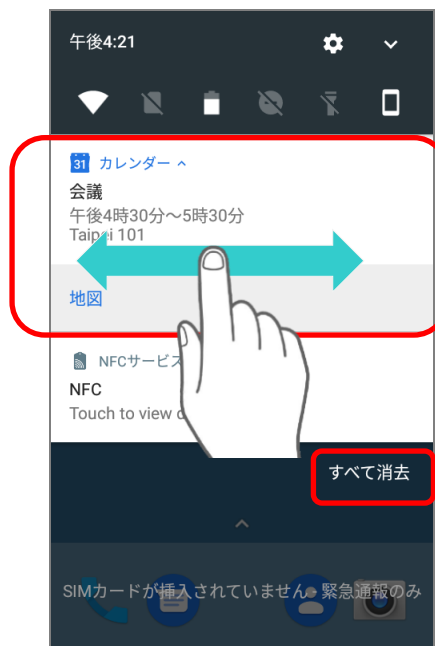 午後4:21
31 カレンダー
会議
午後4時30分～5時30分
Taipei 101
地図
NFCサービス
NFC
Touch to view
すべて消去
SIMカードが挿入されていません - 緊急通報のみ